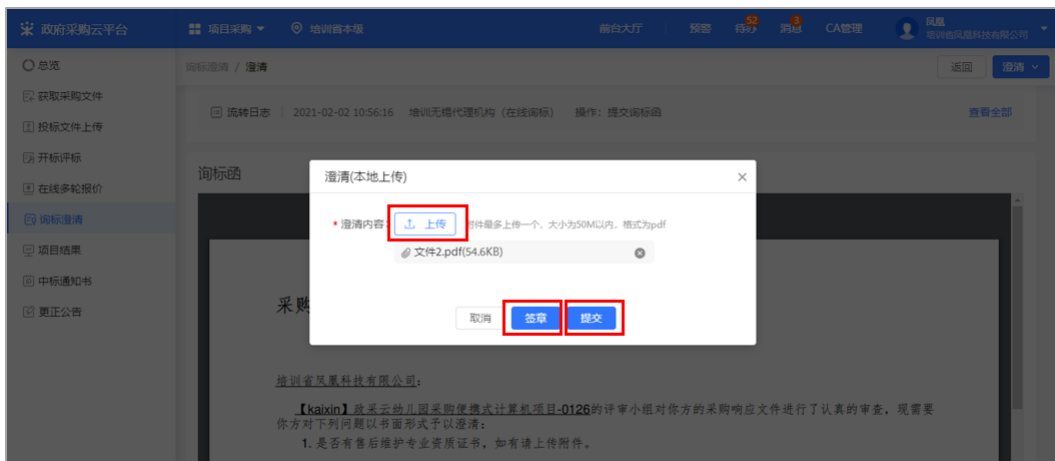 政府采购云平台
项目采购
培训省本级
前台大厅
预警
待办
52
消息
3
CA管理
凤凰
培训省凤凰科技有限公司
总览
获取采购文件
投标文件上传
开标评标
在线多轮报价
询标澄清
项目结果
中标通知书
更正公告
询标澄清 / 澄清
返回
澄清
流转日志 2021-02-02 10:56:16 培训无锡代理机构(在线询标) 操作:提交询标函
查看全部
询标函
澄清(本地上传)
* 澄清内容: 上传 附件最多上传一个,大小为50M以内,格式为pdf
文件2.pdf(54.6KB)
取消
签章
提交
采购
培训省凤凰科技有限公司:
【kaixin】政采云幼儿园采购便携式计算机项目-0126的评审小组对你方的采购响应文件进行了认真的审查,现需要
你方对下列问题以书面形式予以澄清:
1. 是否有售后维护专业资质证书,如有请上传附件。